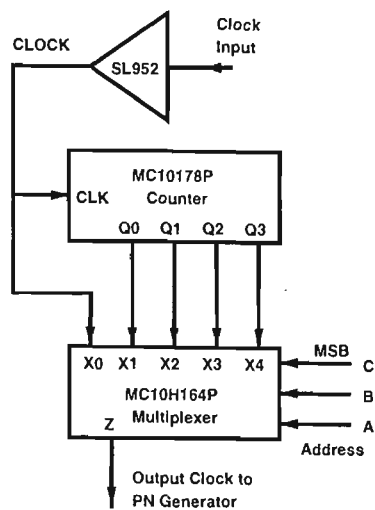 Clock
Input
CLOCK
SL952
MC10178P
Counter
CLK
Q0 Q1 Q2 Q3
X0 X1 X2 X3 X4
MC10H164P
Multiplexer
Z
MSB
C
B
A
Address
Output Clock to
PN Generator